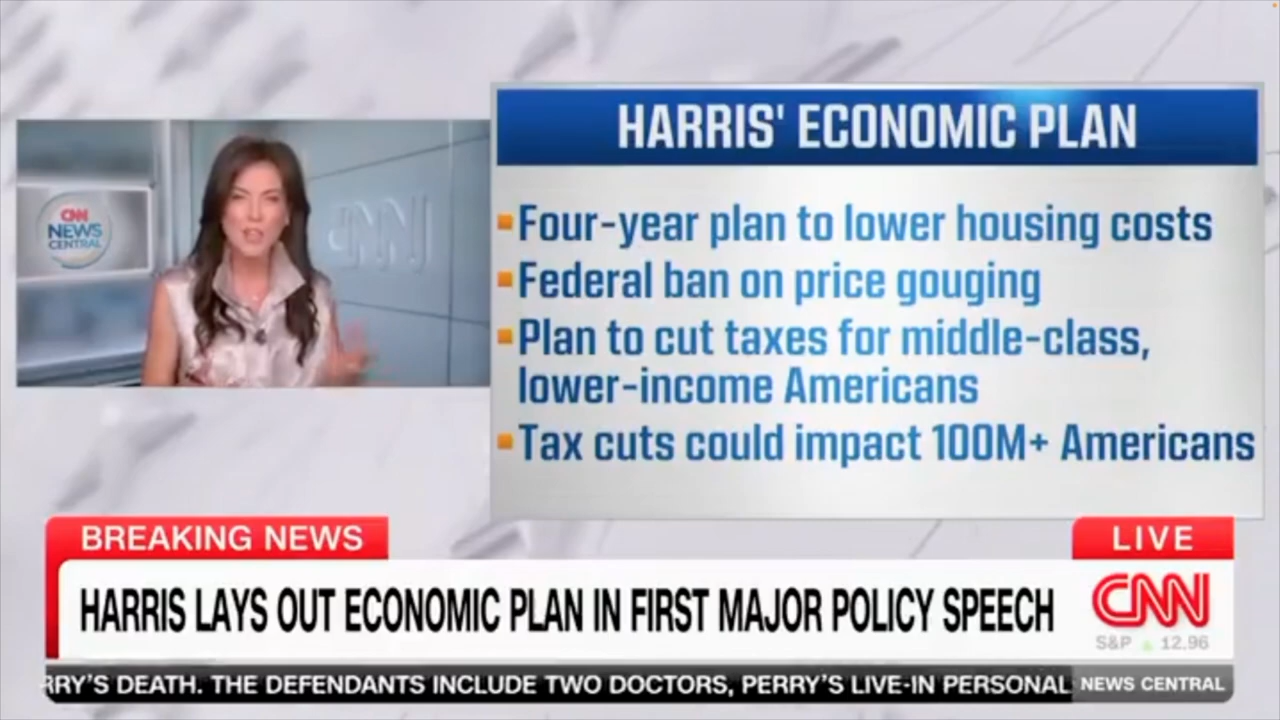 HARRIS' ECONOMIC PLAN
Four-year plan to lower housing costs
Federal ban on price gouging
Plan to cut taxes for middle-class,
lower-income Americans
Tax cuts could impact 100M+ Americans
CNN
NEWS
CENTRAL
CNN
BREAKING NEWS
LIVE
HARRIS LAYS OUT ECONOMIC PLAN IN FIRST MAJOR POLICY SPEECH
CNN
S&P 12.96
RRY'S DEATH. THE DEFENDANTS INCLUDE TWO DOCTORS, PERRY'S LIVE-IN PERSONAL
NEWS CENTRAL